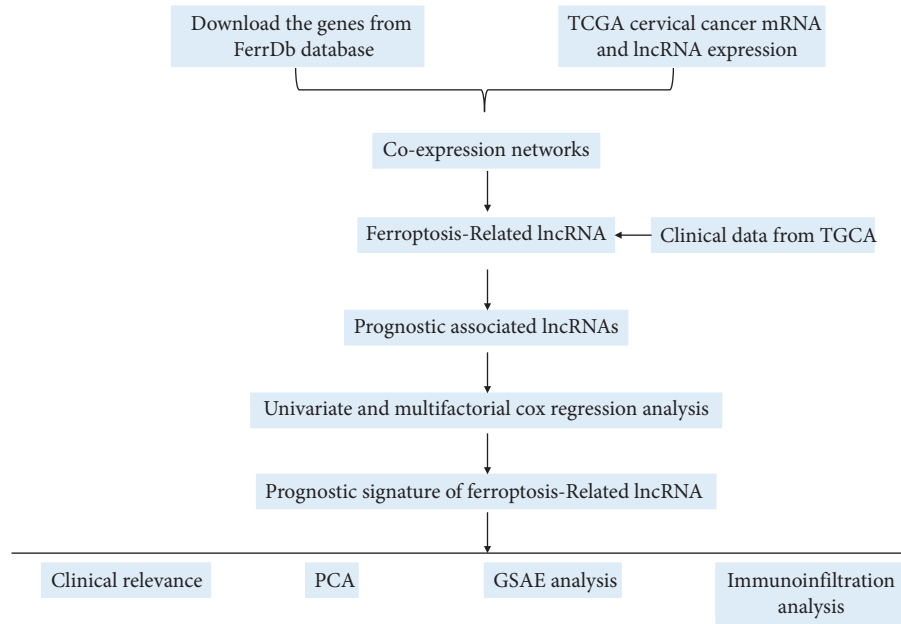 Download the genes from
FerrDb database
TCGA cervical cancer mRNA
and lncRNA expression
Co-expression networks
Ferroptosis-Related lncRNA
Clinical data from TGCA
Prognostic associated lncRNAs
Univariate and multifactorial cox regression analysis
Prognostic signature of ferroptosis-Related lncRNA
Clinical relevance
PCA
GSAE analysis
Immunoinfiltration
analysis